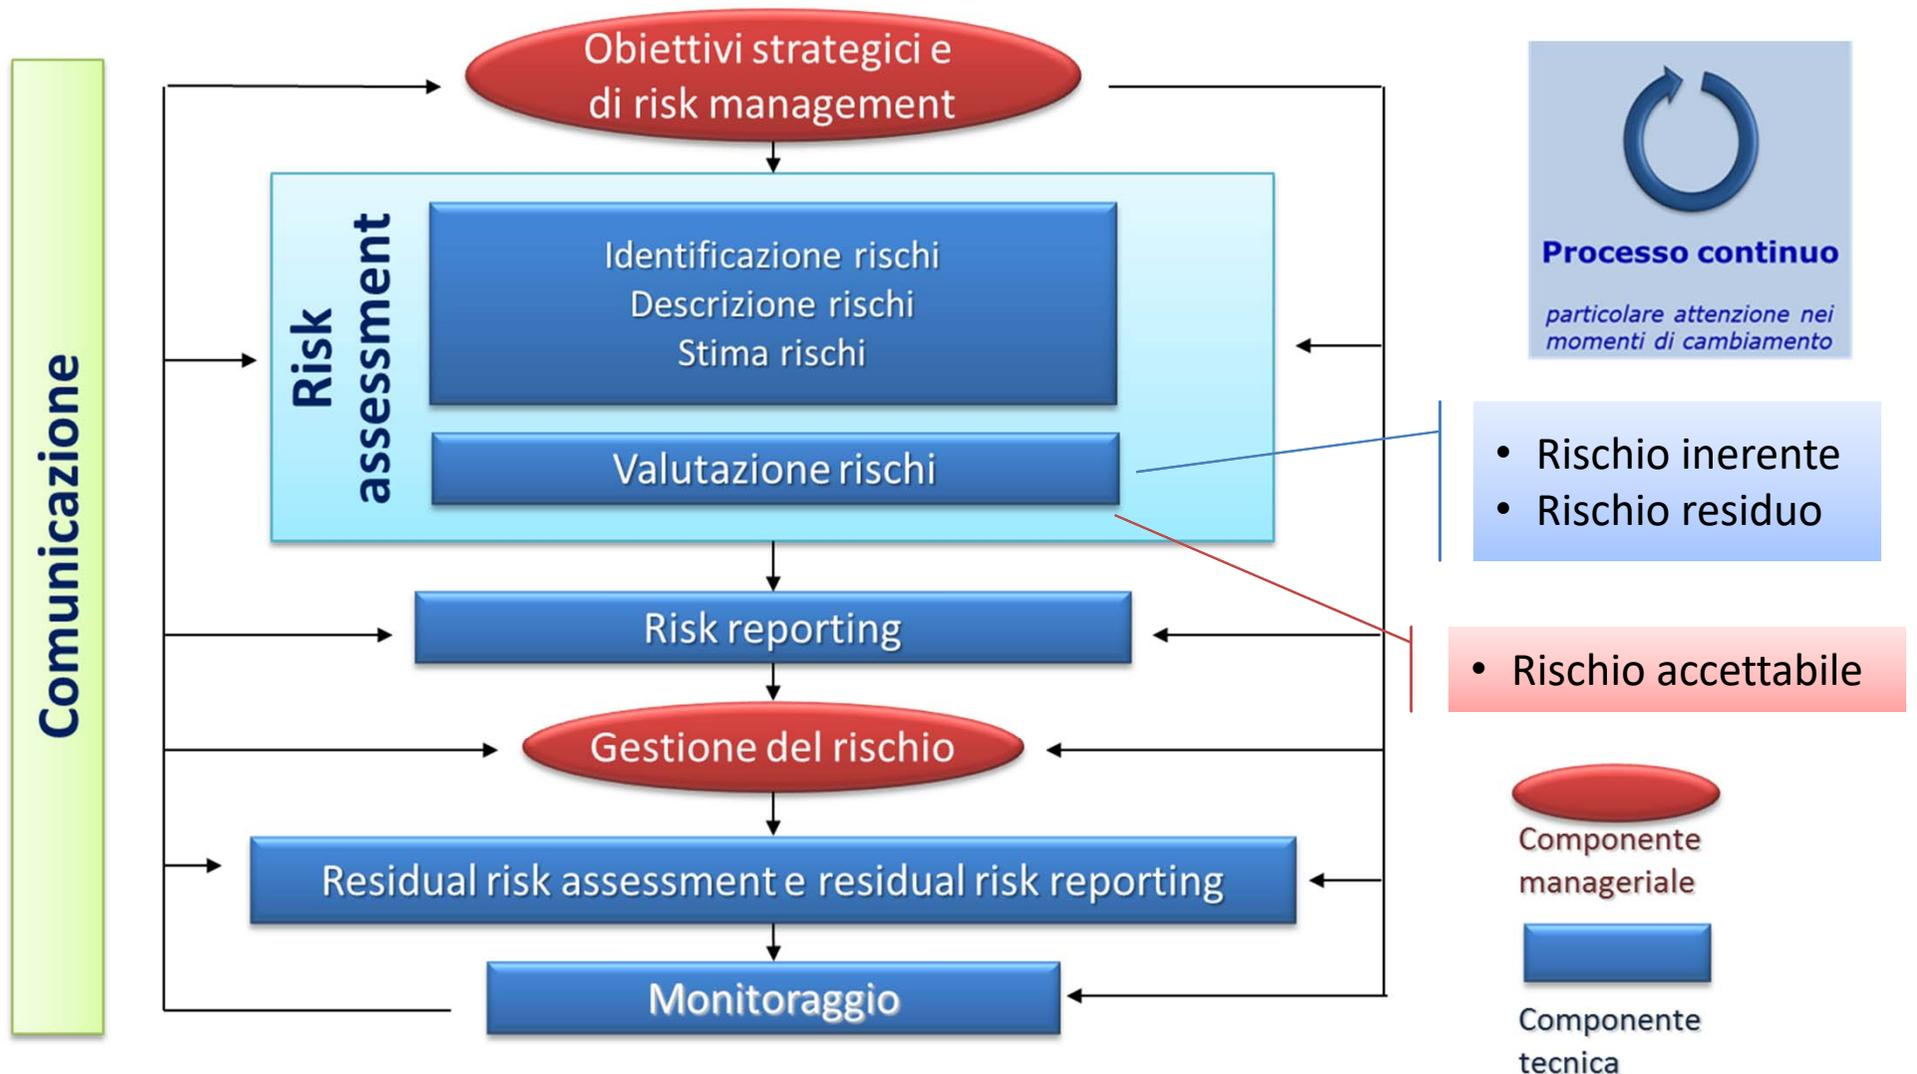 Comunicazione
Obiettivi strategici e
di risk management
Risk
assessment
Identificazione rischi
Descrizione rischi
Stima rischi
Valutazione rischi
Risk reporting
Gestione del rischio
Residual risk assessment e residual risk reporting
Monitoraggio
Processo continuo
particolare attenzione nei
momenti di cambiamento
• Rischio inerente
• Rischio residuo
• Rischio accettabile
Componente
manageriale
Componente
tecnica